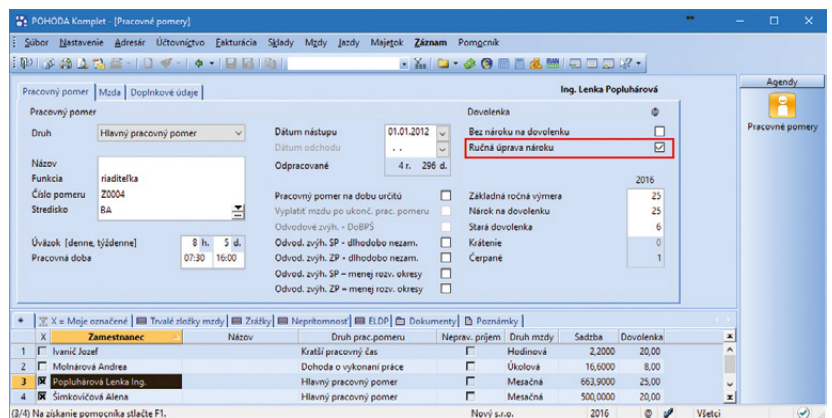 POHODA Komplet - [Pracovné pomery]
Súbor Nastavenie Adresár Účtovníctvo Fakturácia Sklady Mzdy Jazdy Majetok Záznam Pomocník
Agendy
Pracovné pomery
Pracovný pomer Mzda Doplnkové údaje Ing. Lenka Popluhárová
Pracovný pomer Dovolenka
Druh Hlavný pracovný pomer Dátum nástupu 01.01.2012 Bez nároku na dovolenku
Dátum odchodu . . Ručná úprava nároku
Názov Odpracované 4 r. 296 d.
Funkcia riaditeľka 2016
Číslo pomeru Z0004 Pracovný pomer na dobu určitú Základná ročná výmera 25
Stredisko BA Vyplatiť mzdu po ukonč. prac. pomeru Nárok na dovolenku 25
Odvodové zvýh. - DoBPŠ Stará dovolenka 6
Úväzok [denne, týždenne] 8 h. 5 d. Odvod. zvýh. SP - dlhodobo nezam. Krátenie 0
Pracovná doba 07:30 16:00 Odvod. zvýh. ZP - dlhodobo nezam. Čerpané 1
Odvod. zvýh. SP - menej rozv. okresy
Odvod. zvýh. ZP - menej rozv. okresy
X = Moje označené Trvalé zložky mzdy Zrážky Neprítomnosť ELDP Dokumenty Poznámky
X Zamestnanec Názov Druh prac.pomeru Neprav. príjem Druh mzdy Sadzba Dovolenka
1 Ivanič Jozef Kratší pracovný čas Hodinová 2,2000 20,00
2 Molnárová Andrea Dohoda o vykonaní práce Úkolová 16,6000 8,00
3 Popluhárová Lenka Ing. Hlavný pracovný pomer Mesačná 663,9000 25,00
4 Šimkovičová Alena Hlavný pracovný pomer Mesačná 500,0000 20,00
(3/4) Na získanie pomocníka stlačte F1. Nový s.r.o. 2016 @ Všetci